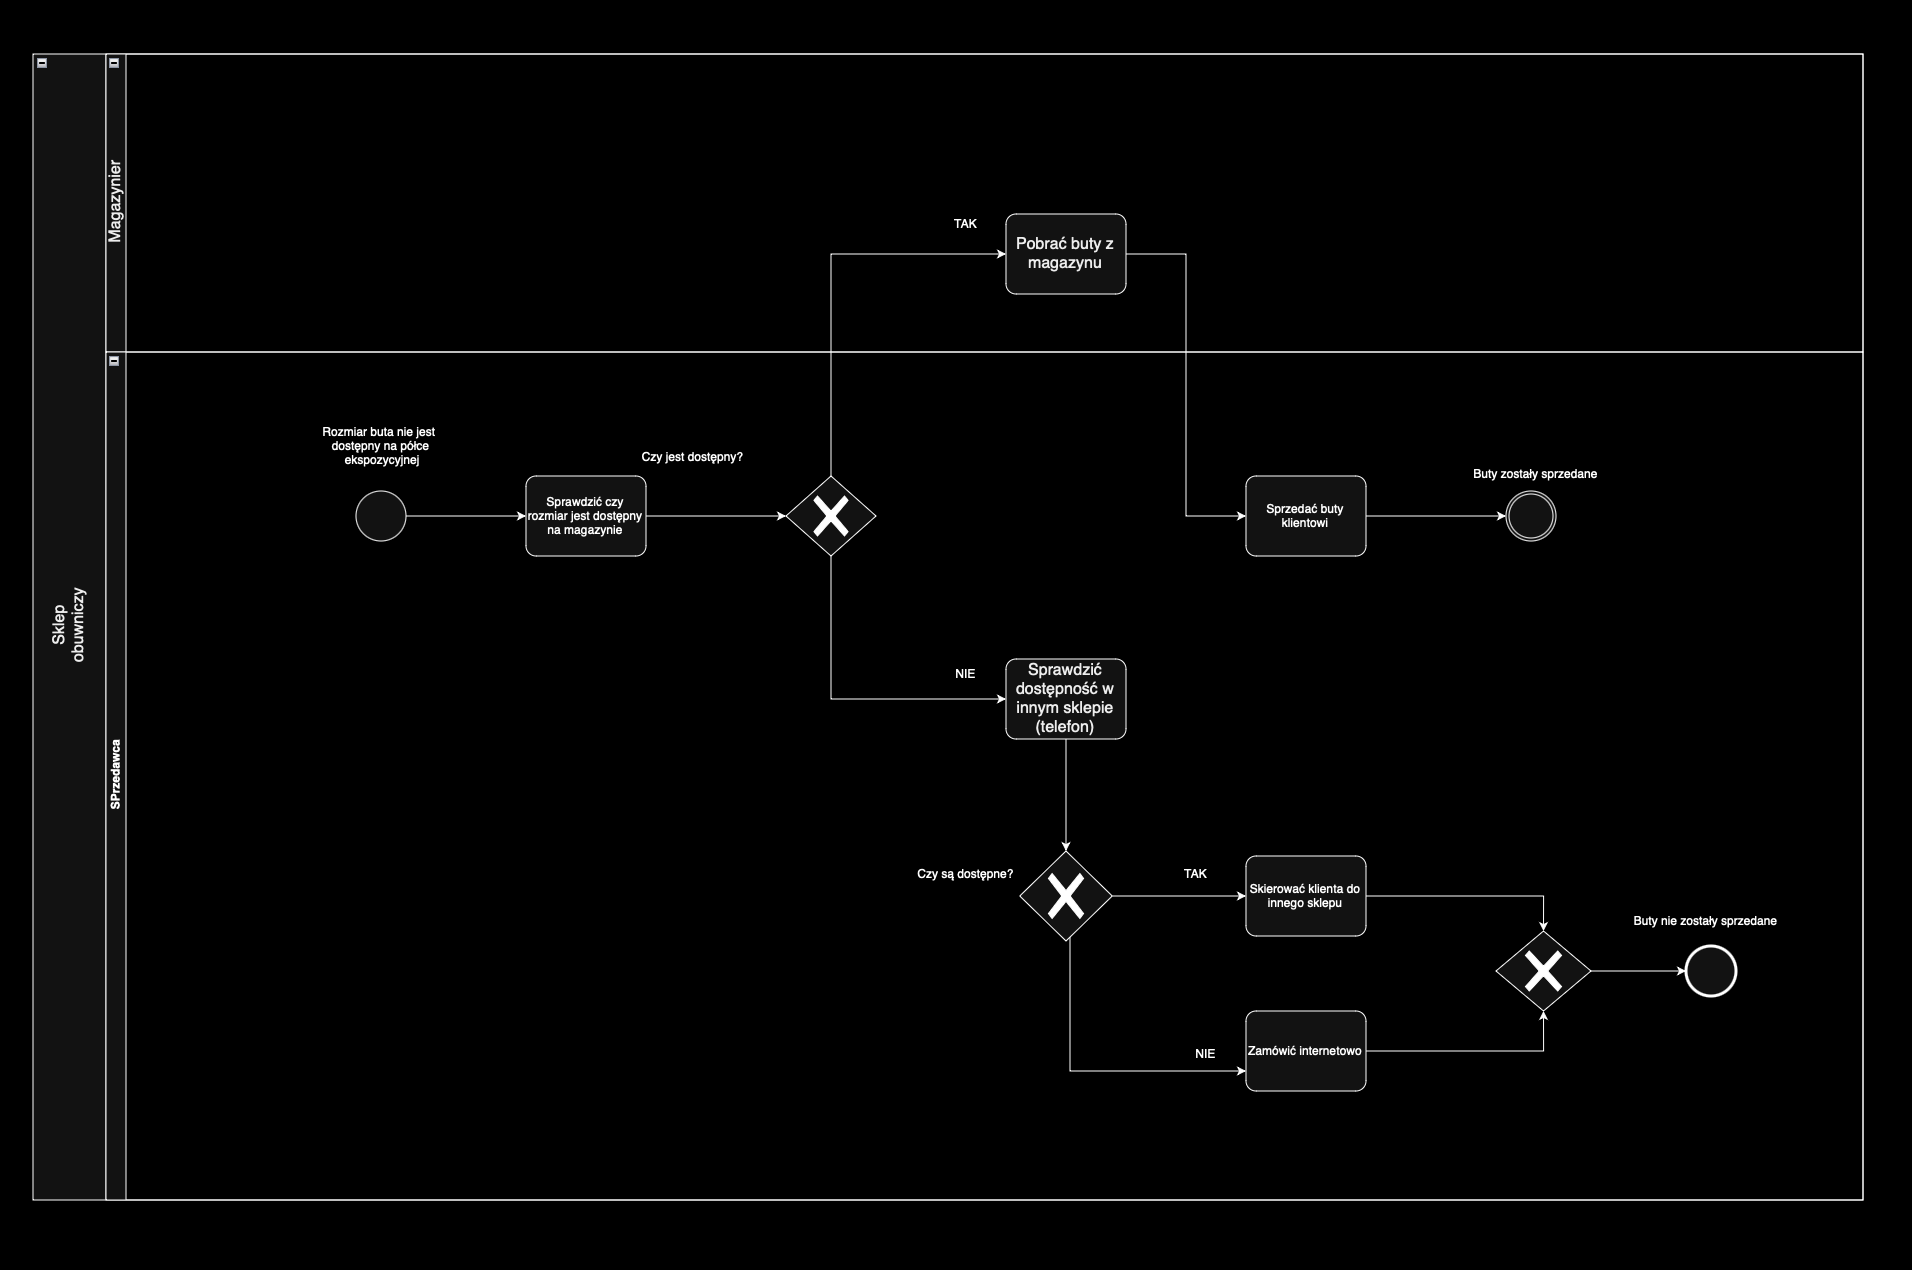 Sklep
obuwniczy
Magazynier
SPrzedawca
Rozmiar buta nie jest
dostępny na półce
ekspozycyjnej
Sprawdzić czy
rozmiar jest dostępny
na magazynie
Czy jest dostępny?
TAK
Pobrać buty z
magazynu
Sprzedać buty
klientowi
Buty zostały sprzedane
NIE
Sprawdzić
dostępność w
innym sklepie
(telefon)
Czy są dostępne?
TAK
Skierować klienta do
innego sklepu
NIE
Zamówić internetowo
Buty nie zostały sprzedane